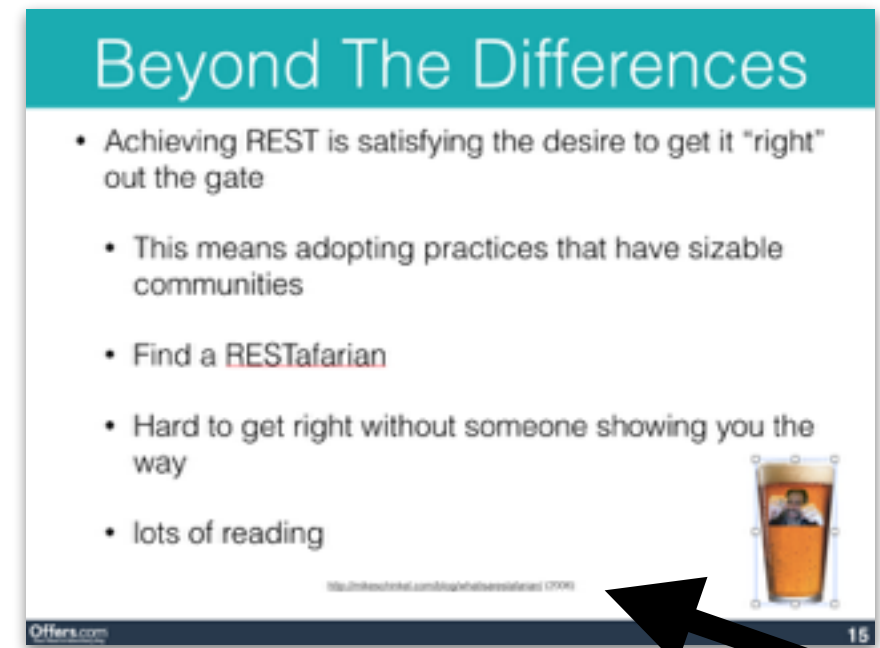 Beyond The Differences
• Achieving REST is satisfying the desire to get it “right”
out the gate
• This means adopting practices that have sizable
communities
• Find a RESTafarian
• Hard to get right without someone showing you the
way
• lots of reading
(2006)
Offers.com
15